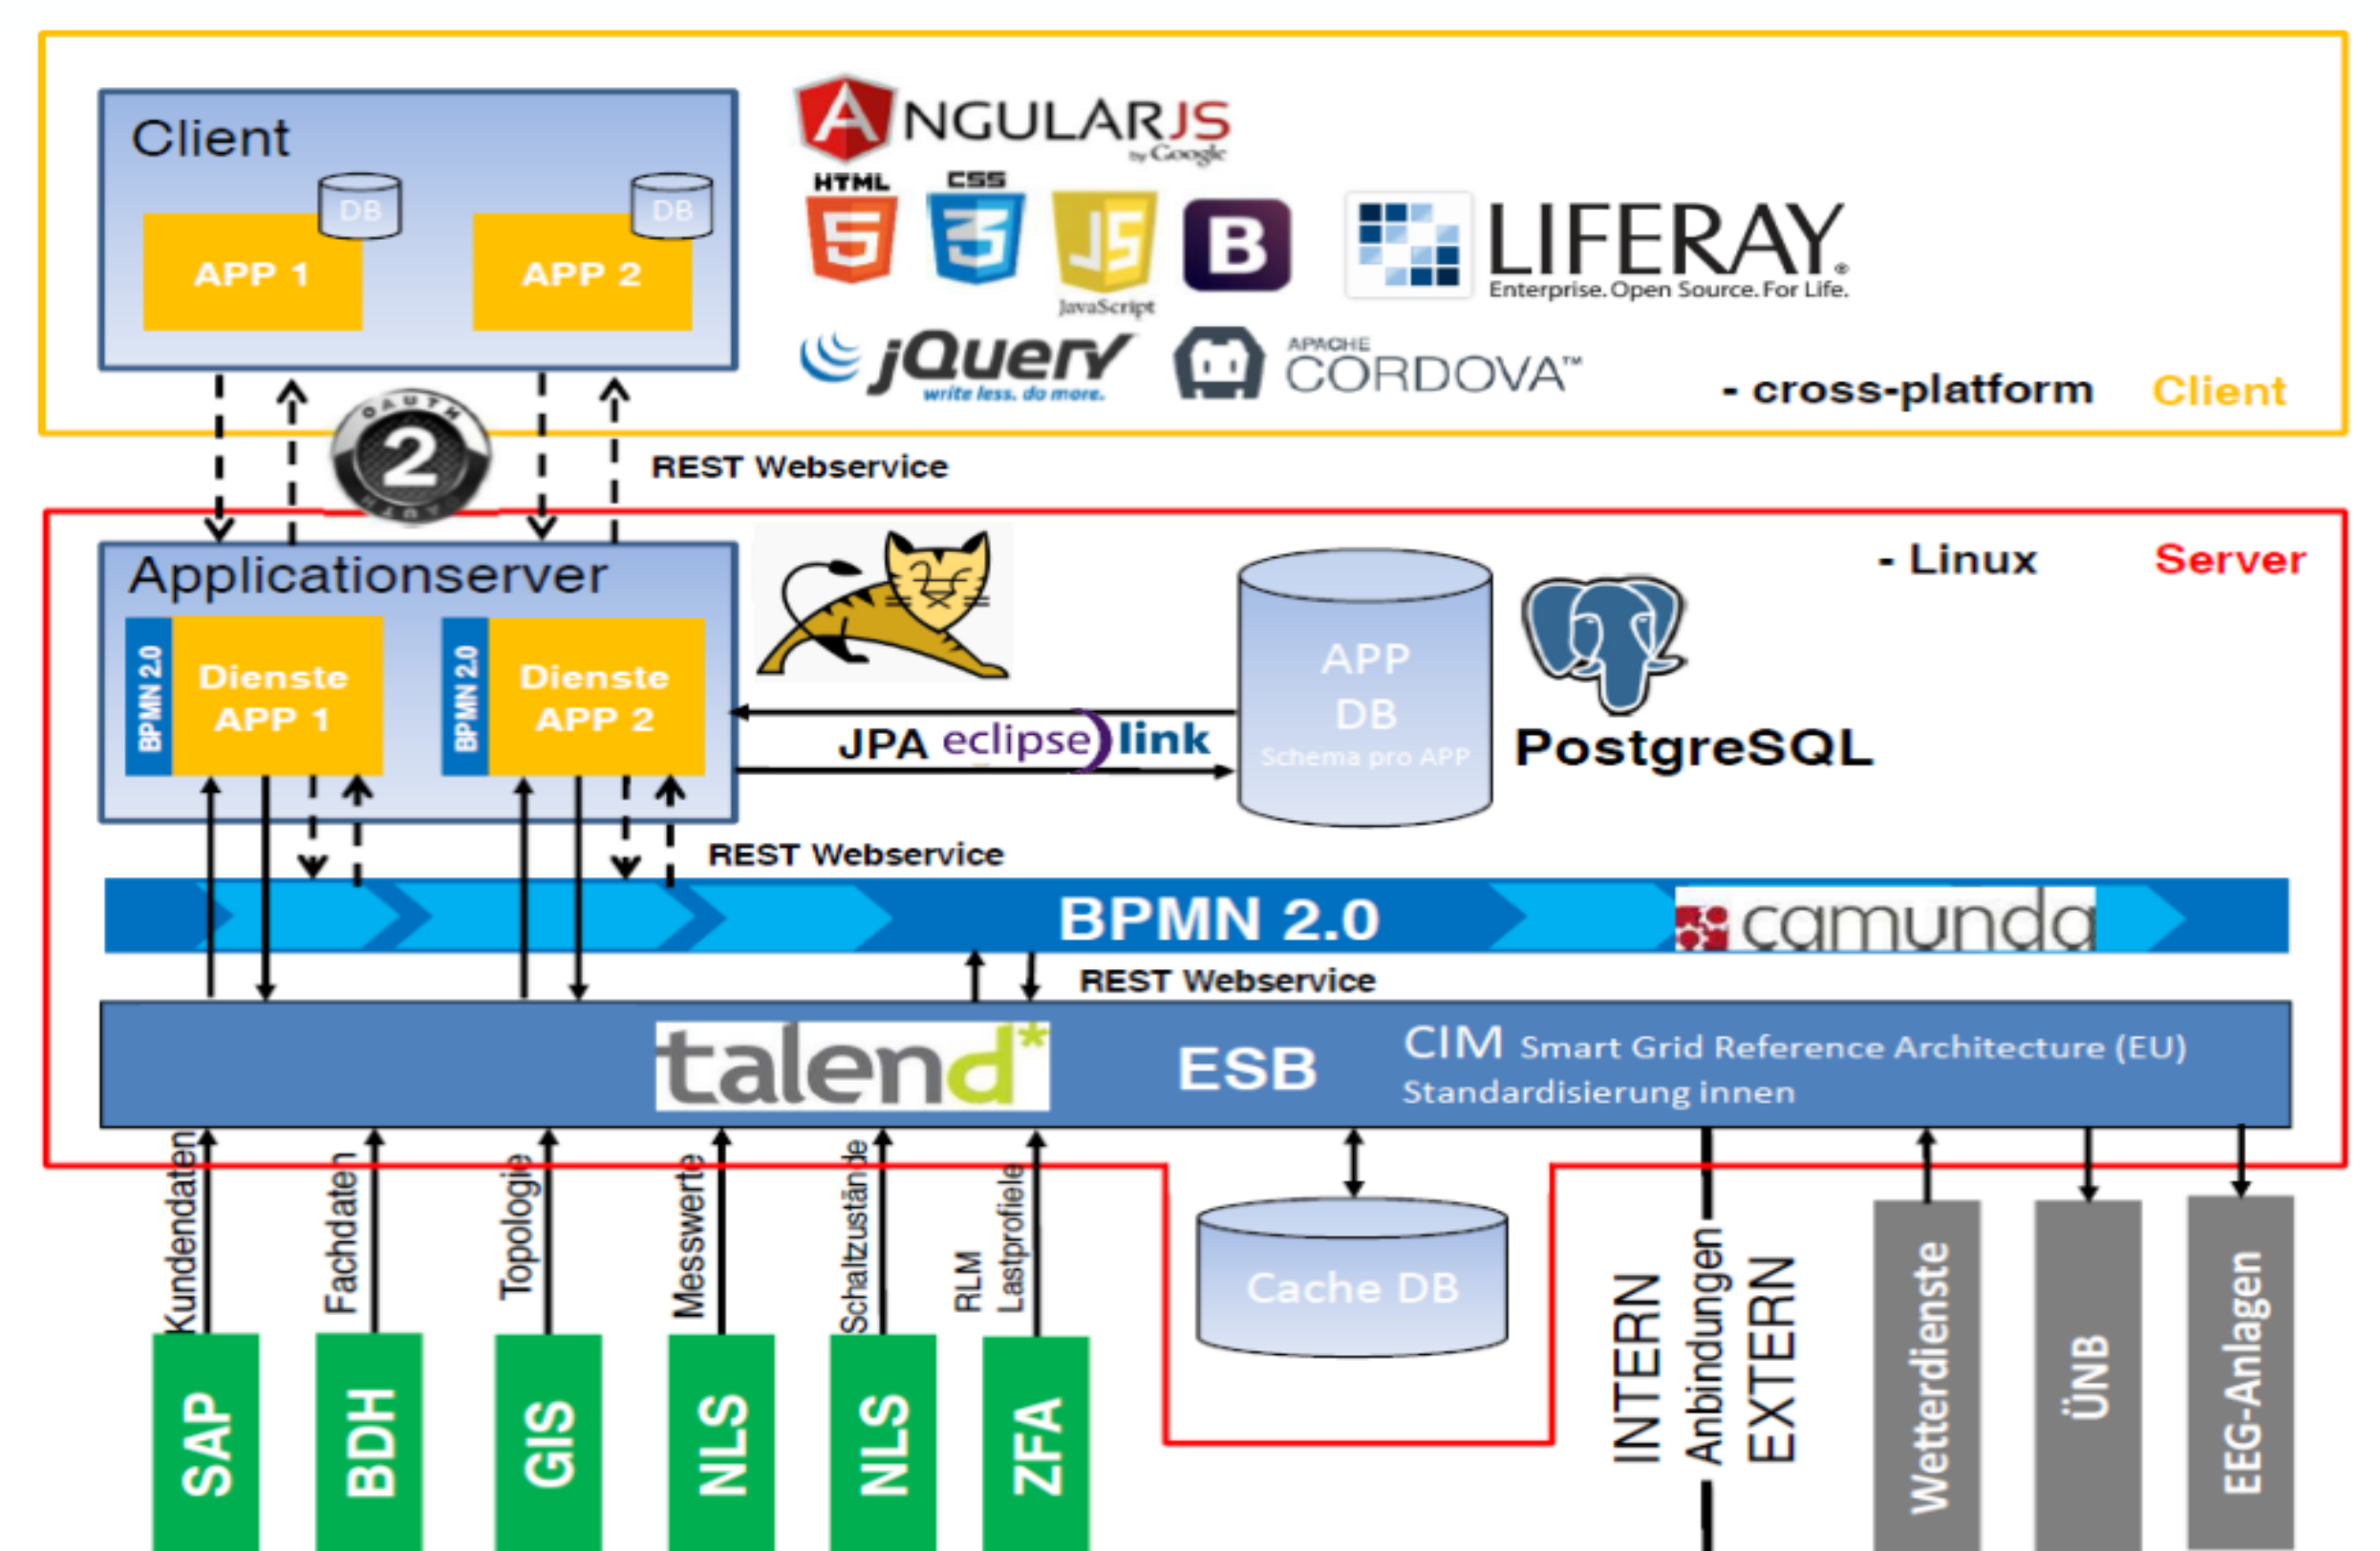 Client
DB
DB
APP 1
APP 2
ANGULARJS
by Google
HTML
5
CSS
3
JS
JavaScript
B
LIFERAY.®
Enterprise. Open Source. For Life.
jQuery
write less. do more.
APACHE
CORDOVA™
- cross-platform
Client
OAUTH
2
OAUTH
REST Webservice
Applicationserver
- Linux
Server
BPMN 2.0
Dienste
APP 1
BPMN 2.0
Dienste
APP 2
JPA eclipse link
APP
DB
Schema pro APP
PostgreSQL
REST Webservice
BPMN 2.0
camunda
REST Webservice
talend*
ESB
CIM Smart Grid Reference Architecture (EU)
Standardisierung innen
Kundendaten
Fachdaten
Topologie
Messwerte
Schaltzustände
RLM
Lastprofiele
Cache DB
INTERN
Anbindungen
EXTERN
SAP
BDH
GIS
NLS
NLS
ZFA
Wetterdienste
ÜNB
EEG-Anlagen